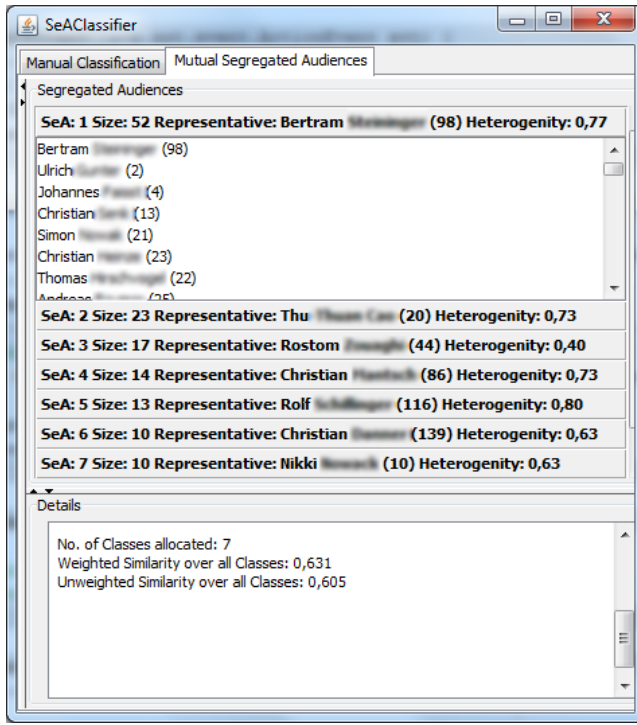 SeAClassifier
Manual Classification Mutual Segregated Audiences
Segregated Audiences
SeA: 1 Size: 52 Representative: Bertram (98) Heterogenity: 0,77
Bertram (98)
Ulrich (2)
Johannes (4)
Christian (13)
Simon (21)
Christian (23)
Thomas (22)
Andreas (25)
SeA: 2 Size: 23 Representative: Thu (20) Heterogenity: 0,73
SeA: 3 Size: 17 Representative: Rostom (44) Heterogenity: 0,40
SeA: 4 Size: 14 Representative: Christian (86) Heterogenity: 0,73
SeA: 5 Size: 13 Representative: Rolf (116) Heterogenity: 0,80
SeA: 6 Size: 10 Representative: Christian (139) Heterogenity: 0,63
SeA: 7 Size: 10 Representative: Nikki (10) Heterogenity: 0,63
Details
No. of Classes allocated: 7
Weighted Similarity over all Classes: 0,631
Unweighted Similarity over all Classes: 0,605